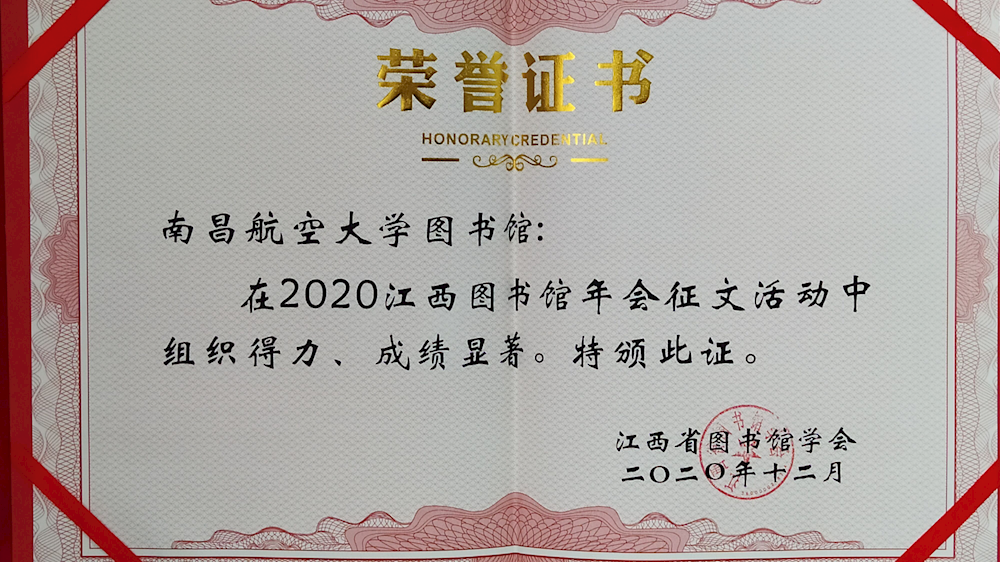 荣誉证书
HONORARYCREDENTIAL
南昌航空大学图书馆:
在2020江西图书馆年会征文活动中
组织得力、成绩显著。特颁此证。
江西省图书馆学会
二〇二〇年十二月